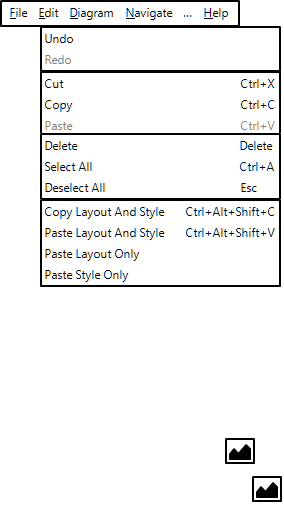 File Edit Diagram Navigate ... Help
Undo
Redo
Cut Ctrl+X
Copy Ctrl+C
Paste Ctrl+V
Delete Delete
Select All Ctrl+A
Deselect All Esc
Copy Layout And Style Ctrl+Alt+Shift+C
Paste Layout And Style Ctrl+Alt+Shift+V
Paste Layout Only
Paste Style Only